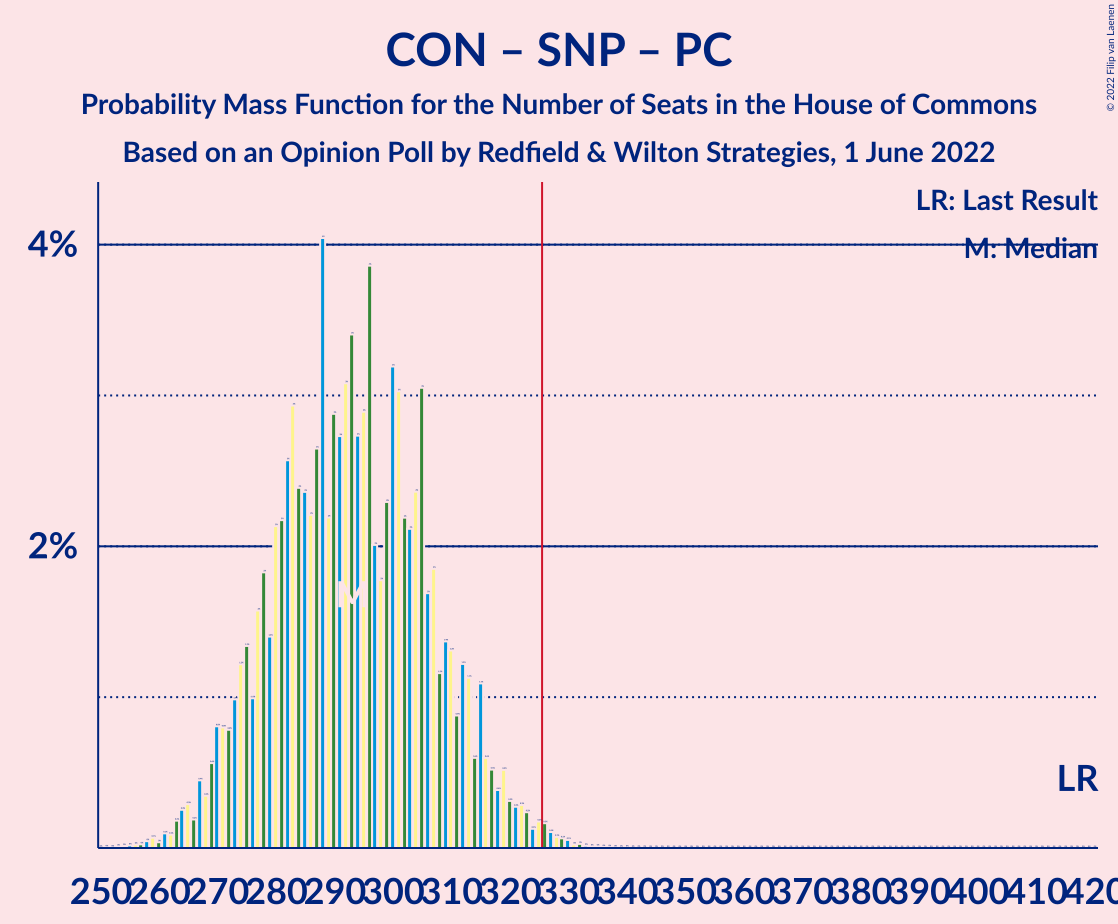 CON – SNP – PC
Probability Mass Function for the Number of Seats in the House of Commons
Based on an Opinion Poll by Redfield & Wilton Strategies, 1 June 2022
© 2022 Filip van Laenen
LR: Last Result
M: Median
4%
2%
M
LR
250 260 270 280 290 300 310 320 330 340 350 360 370 380 390 400 410 420